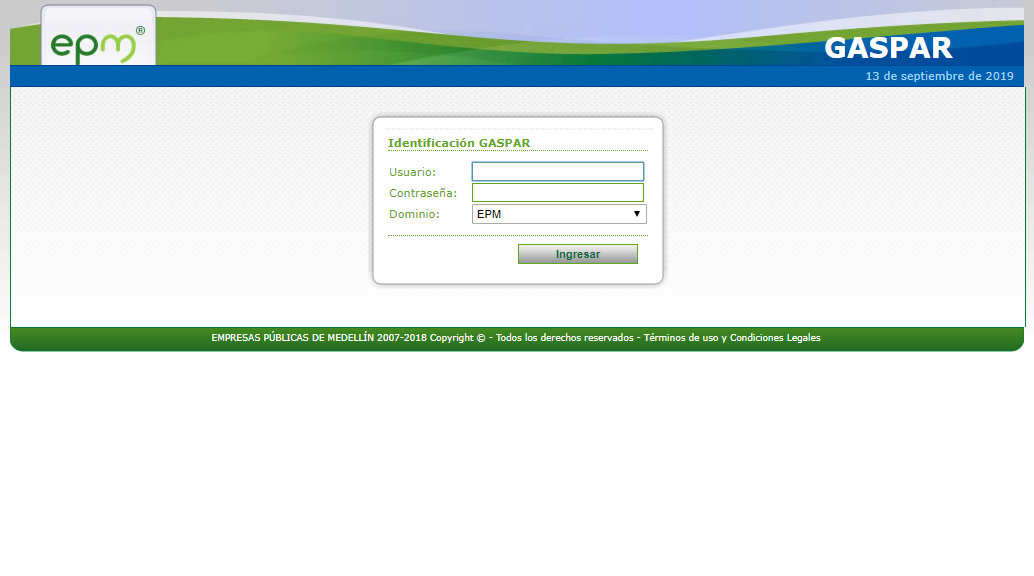 epm®
GASPAR
13 de septiembre de 2019
Identificación GASPAR
Usuario:
Contraseña:
Dominio: EPM
Ingresar
EMPRESAS PÚBLICAS DE MEDELLÍN 2007-2018 Copyright © - Todos los derechos reservados - Términos de uso y Condiciones Legales